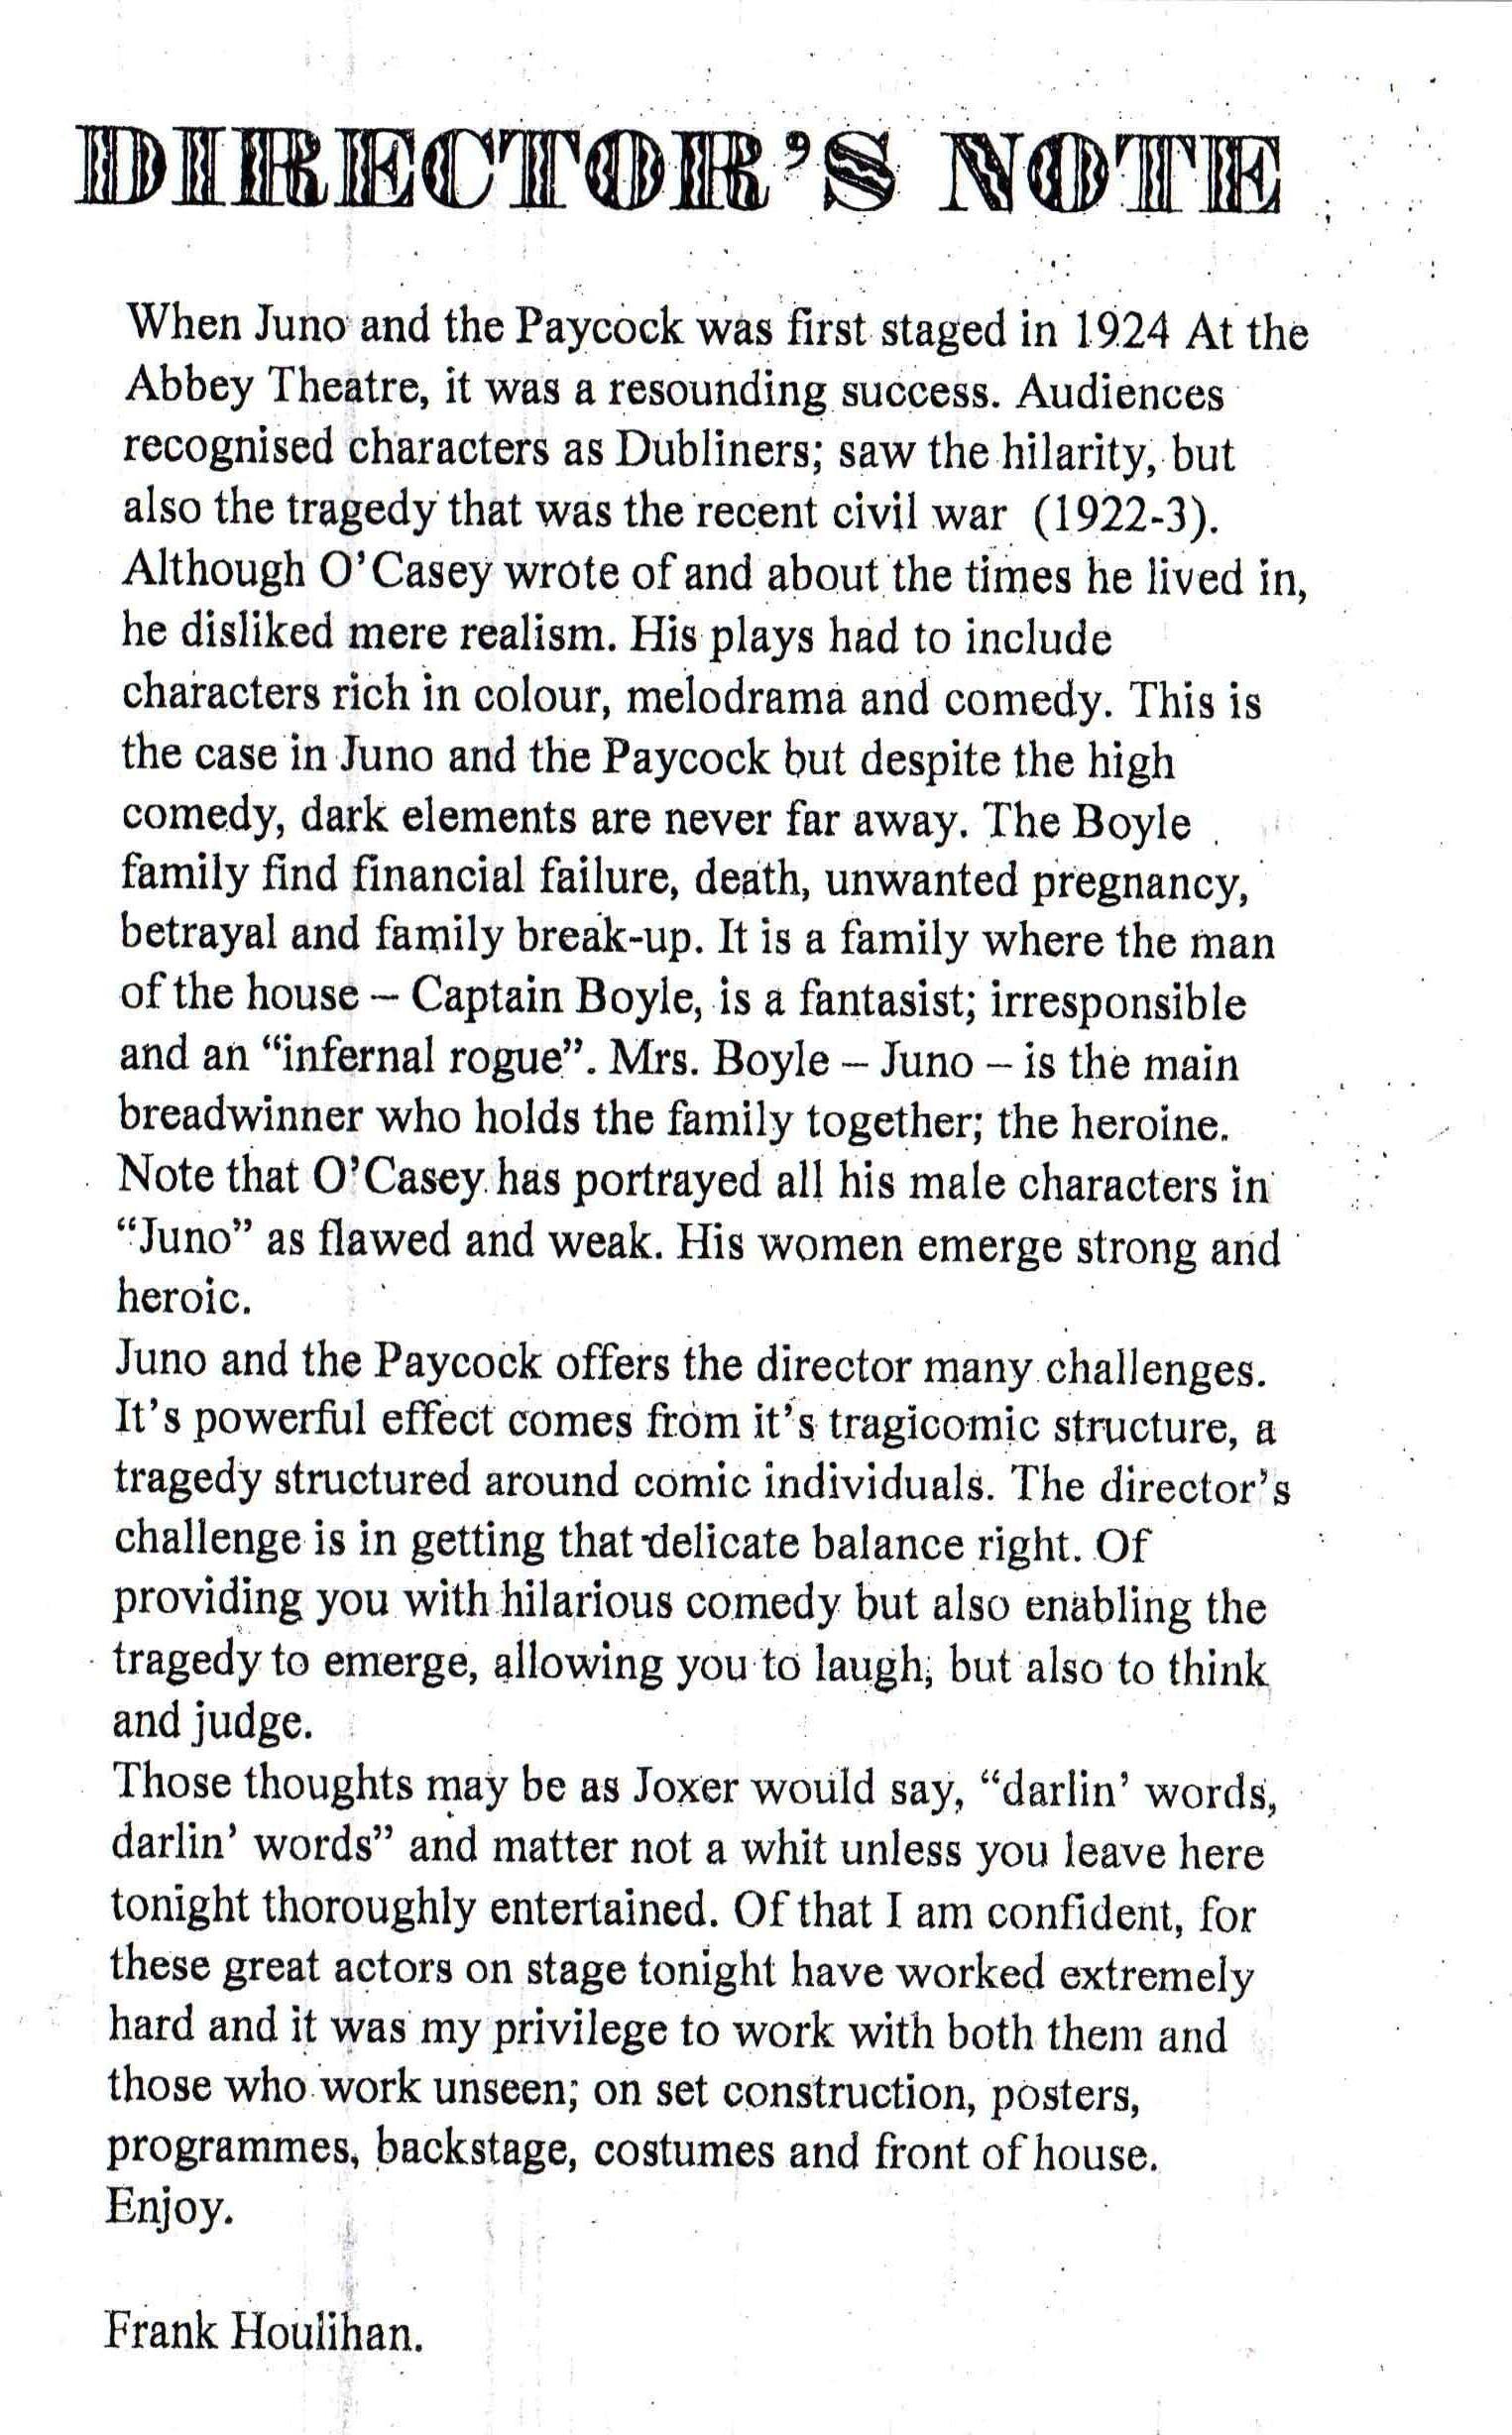 DIRECTOR'S NOTE
When Juno and the Paycock was first staged in 1924 At the
Abbey Theatre, it was a resounding success. Audiences
recognised characters as Dubliners; saw the hilarity, but
also the tragedy that was the recent civil war (1922-3).
Although O'Casey wrote of and about the times he lived in,
he disliked mere realism. His plays had to include
characters rich in colour, melodrama and comedy. This is
the case in Juno and the Paycock but despite the high
comedy, dark elements are never far away. The Boyle
family find financial failure, death, unwanted pregnancy,
betrayal and family break-up. It is a family where the man
of the house – Captain Boyle, is a fantasist; irresponsible
and an “infernal rogue”. Mrs. Boyle – Juno – is the main
breadwinner who holds the family together; the heroine.
Note that O'Casey has portrayed all his male characters in
“Juno” as flawed and weak. His women emerge strong and
heroic.
Juno and the Paycock offers the director many challenges.
It's powerful effect comes from it's tragicomic structure, a
tragedy structured around comic individuals. The director's
challenge is in getting that delicate balance right. Of
providing you with hilarious comedy but also enabling the
tragedy to emerge, allowing you to laugh, but also to think
and judge.
Those thoughts may be as Joxer would say, “darlin' words,
darlin' words” and matter not a whit unless you leave here
tonight thoroughly entertained. Of that I am confident, for
these great actors on stage tonight have worked extremely
hard and it was my privilege to work with both them and
those who work unseen; on set construction, posters,
programmes, backstage, costumes and front of house.
Enjoy.
Frank Houlihan.